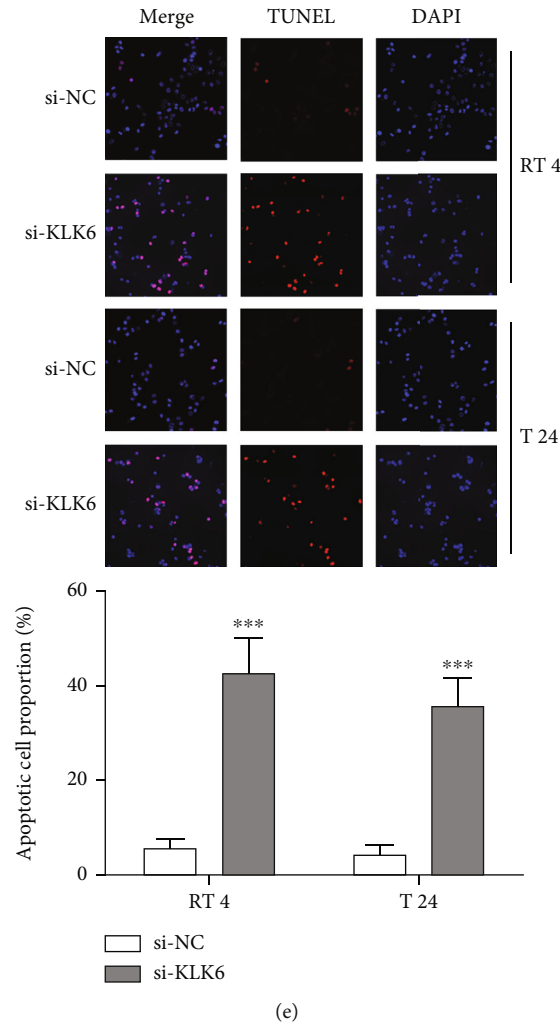 Merge TUNEL DAPI
si-NC
si-KLK6
RT 4
si-NC
si-KLK6
T 24
Apoptotic cell proportion (%)
60
40
20
0
***
***
RT 4 T 24
si-NC
si-KLK6
(e)